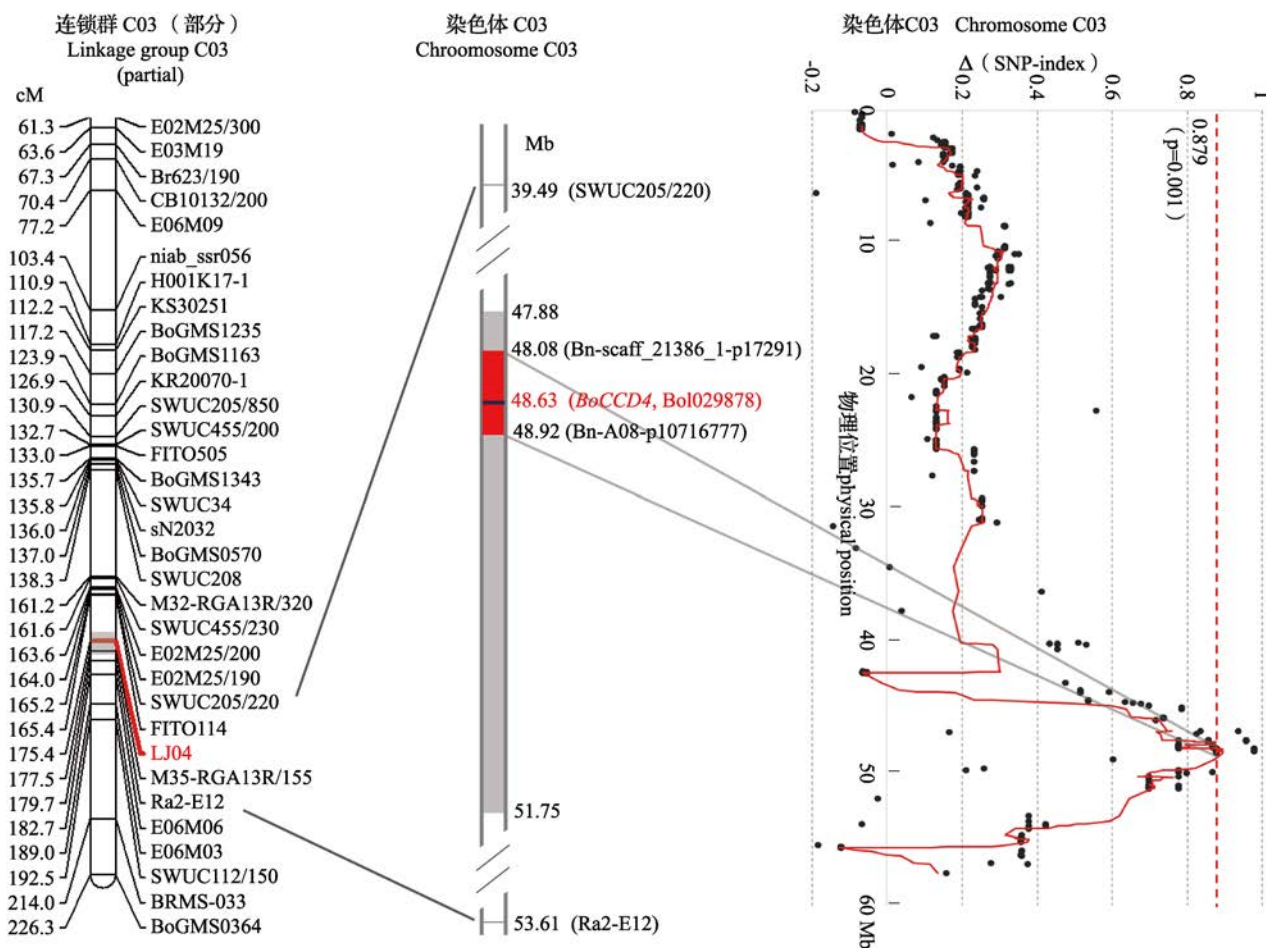 连锁群 C03 （部分）
Linkage group C03
(partial)
cM
61.3 E02M25/300
63.6 E03M19
67.3 Br623/190
70.4 CB10132/200
77.2 E06M09
103.4 niab_ssr056
110.9 H001K17-1
112.2 KS30251
117.2 BoGMS1235
123.9 BoGMS1163
126.9 KR20070-1
130.9 SWUC205/850
132.7 SWUC455/200
133.0 FITO505
135.7 BoGMS1343
135.8 SWUC34
136.0 sN2032
137.0 BoGMS0570
138.3 SWUC208
161.2 M32-RGA13R/320
161.6 SWUC455/230
163.6 E02M25/200
164.0 E02M25/190
165.2 SWUC205/220
165.4 FITO114
175.4 LJ04
177.5 M35-RGA13R/155
179.7 Ra2-E12
182.7 E06M06
189.0 E06M03
192.5 SWUC112/150
214.0 BRMS-033
226.3 BoGMS0364
染色体 C03
Chroomosome C03
Mb
39.49 (SWUC205/220)
47.88
48.08 (Bn-scaff_21386_1-p17291)
48.63 (BoCCD4, Bol029878)
48.92 (Bn-A08-p10716777)
51.75
53.61 (Ra2-E12)
染色体C03 Chromosome C03
Δ（SNP-index）
-0.2 0 0.2 0.4 0.6 0.8 1
0.879
（p=0.001）
0
10
20
30
40
50
60 Mb
物理位置physical position